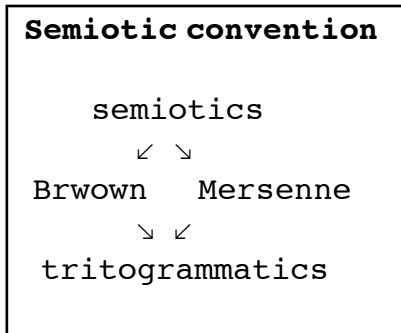 Semiotic convention
semiotics
↙ ↘
Brwown Mersenne
↘ ↙
tritogrammatics